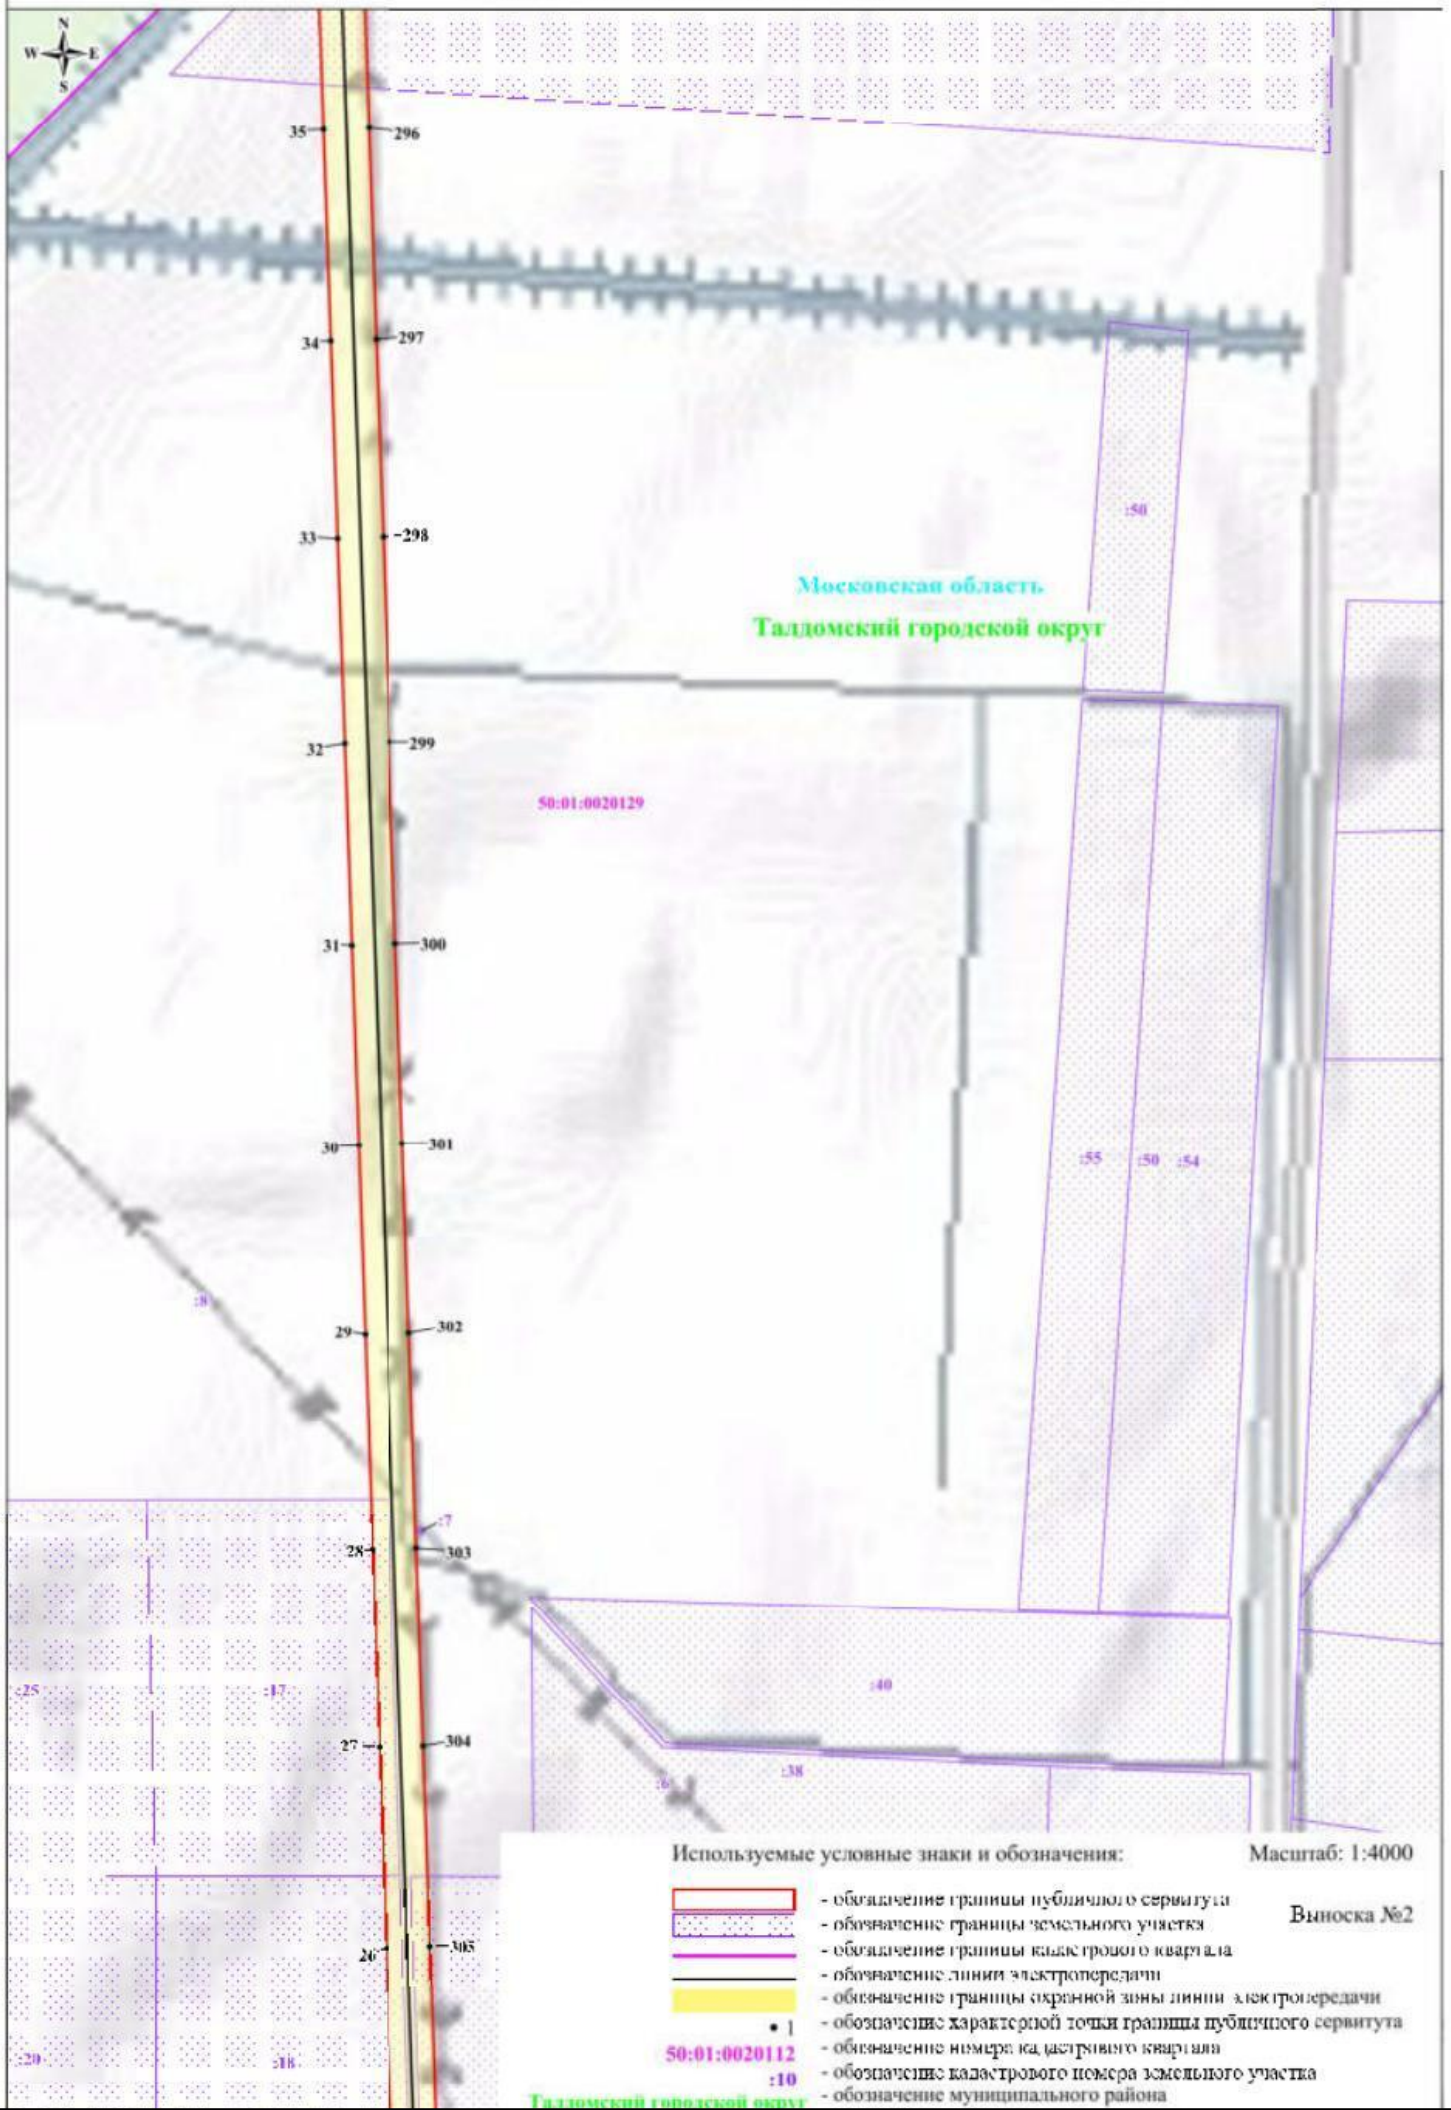 N
W E
S
35 296
34 297
33 298
:50
Московская область
Талдомский городской округ
32 299
50:01:0020129
31 300
30 301
:55 :50 :54
:8
29 302
:7
28 303
:25 :17
:40
27 304
:6 :38
Используемые условные знаки и обозначения: Масштаб: 1:4000
- обозначение границы публичного сервитута
Выноска №2
- обозначение границы земельного участка
- обозначение границы кадастрового квартала
26 305
- обозначение линии электропередачи
- обозначение границы охранной зоны линии электропередачи
• 1 - обозначение характерной точки границы публичного сервитута
50:01:0020112 - обозначение номера кадастрового квартала
:20 :18
:10 - обозначение кадастрового номера земельного участка
Талдомский городской округ - обозначение муниципального района